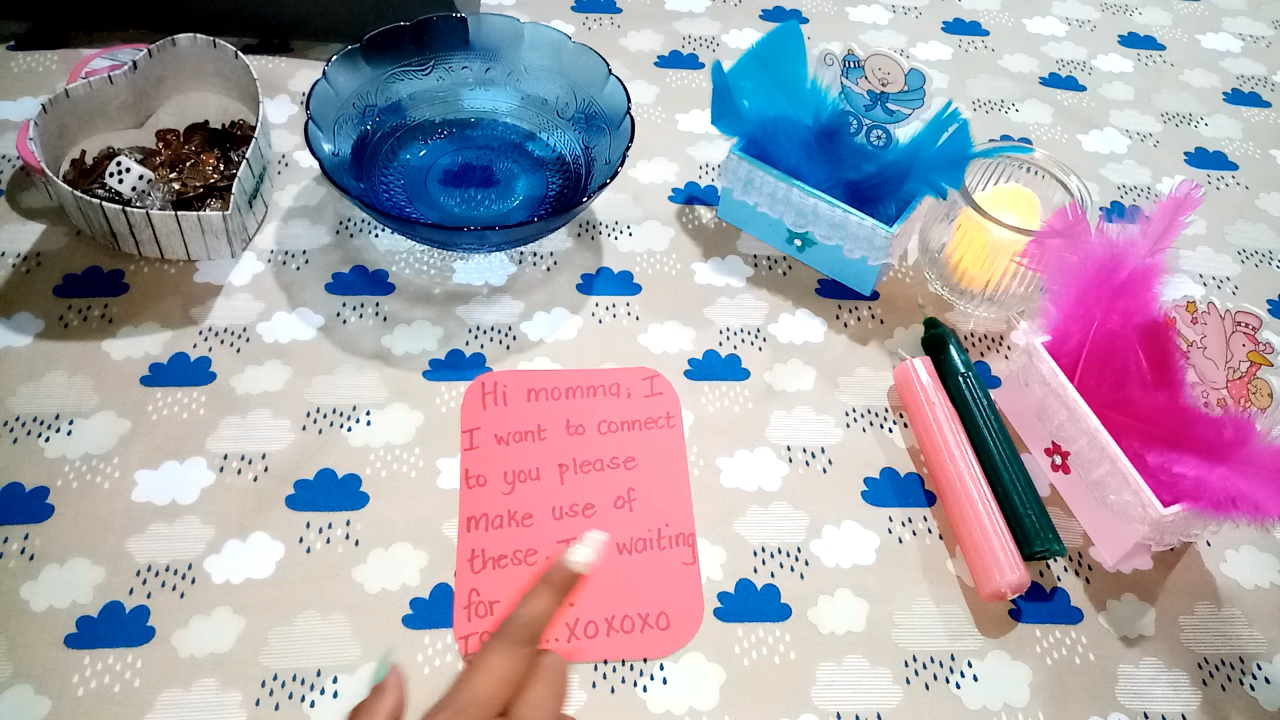 Hi momma; I
I want to connect
to you please
make use of
these. waiting
for
...XOXOXO